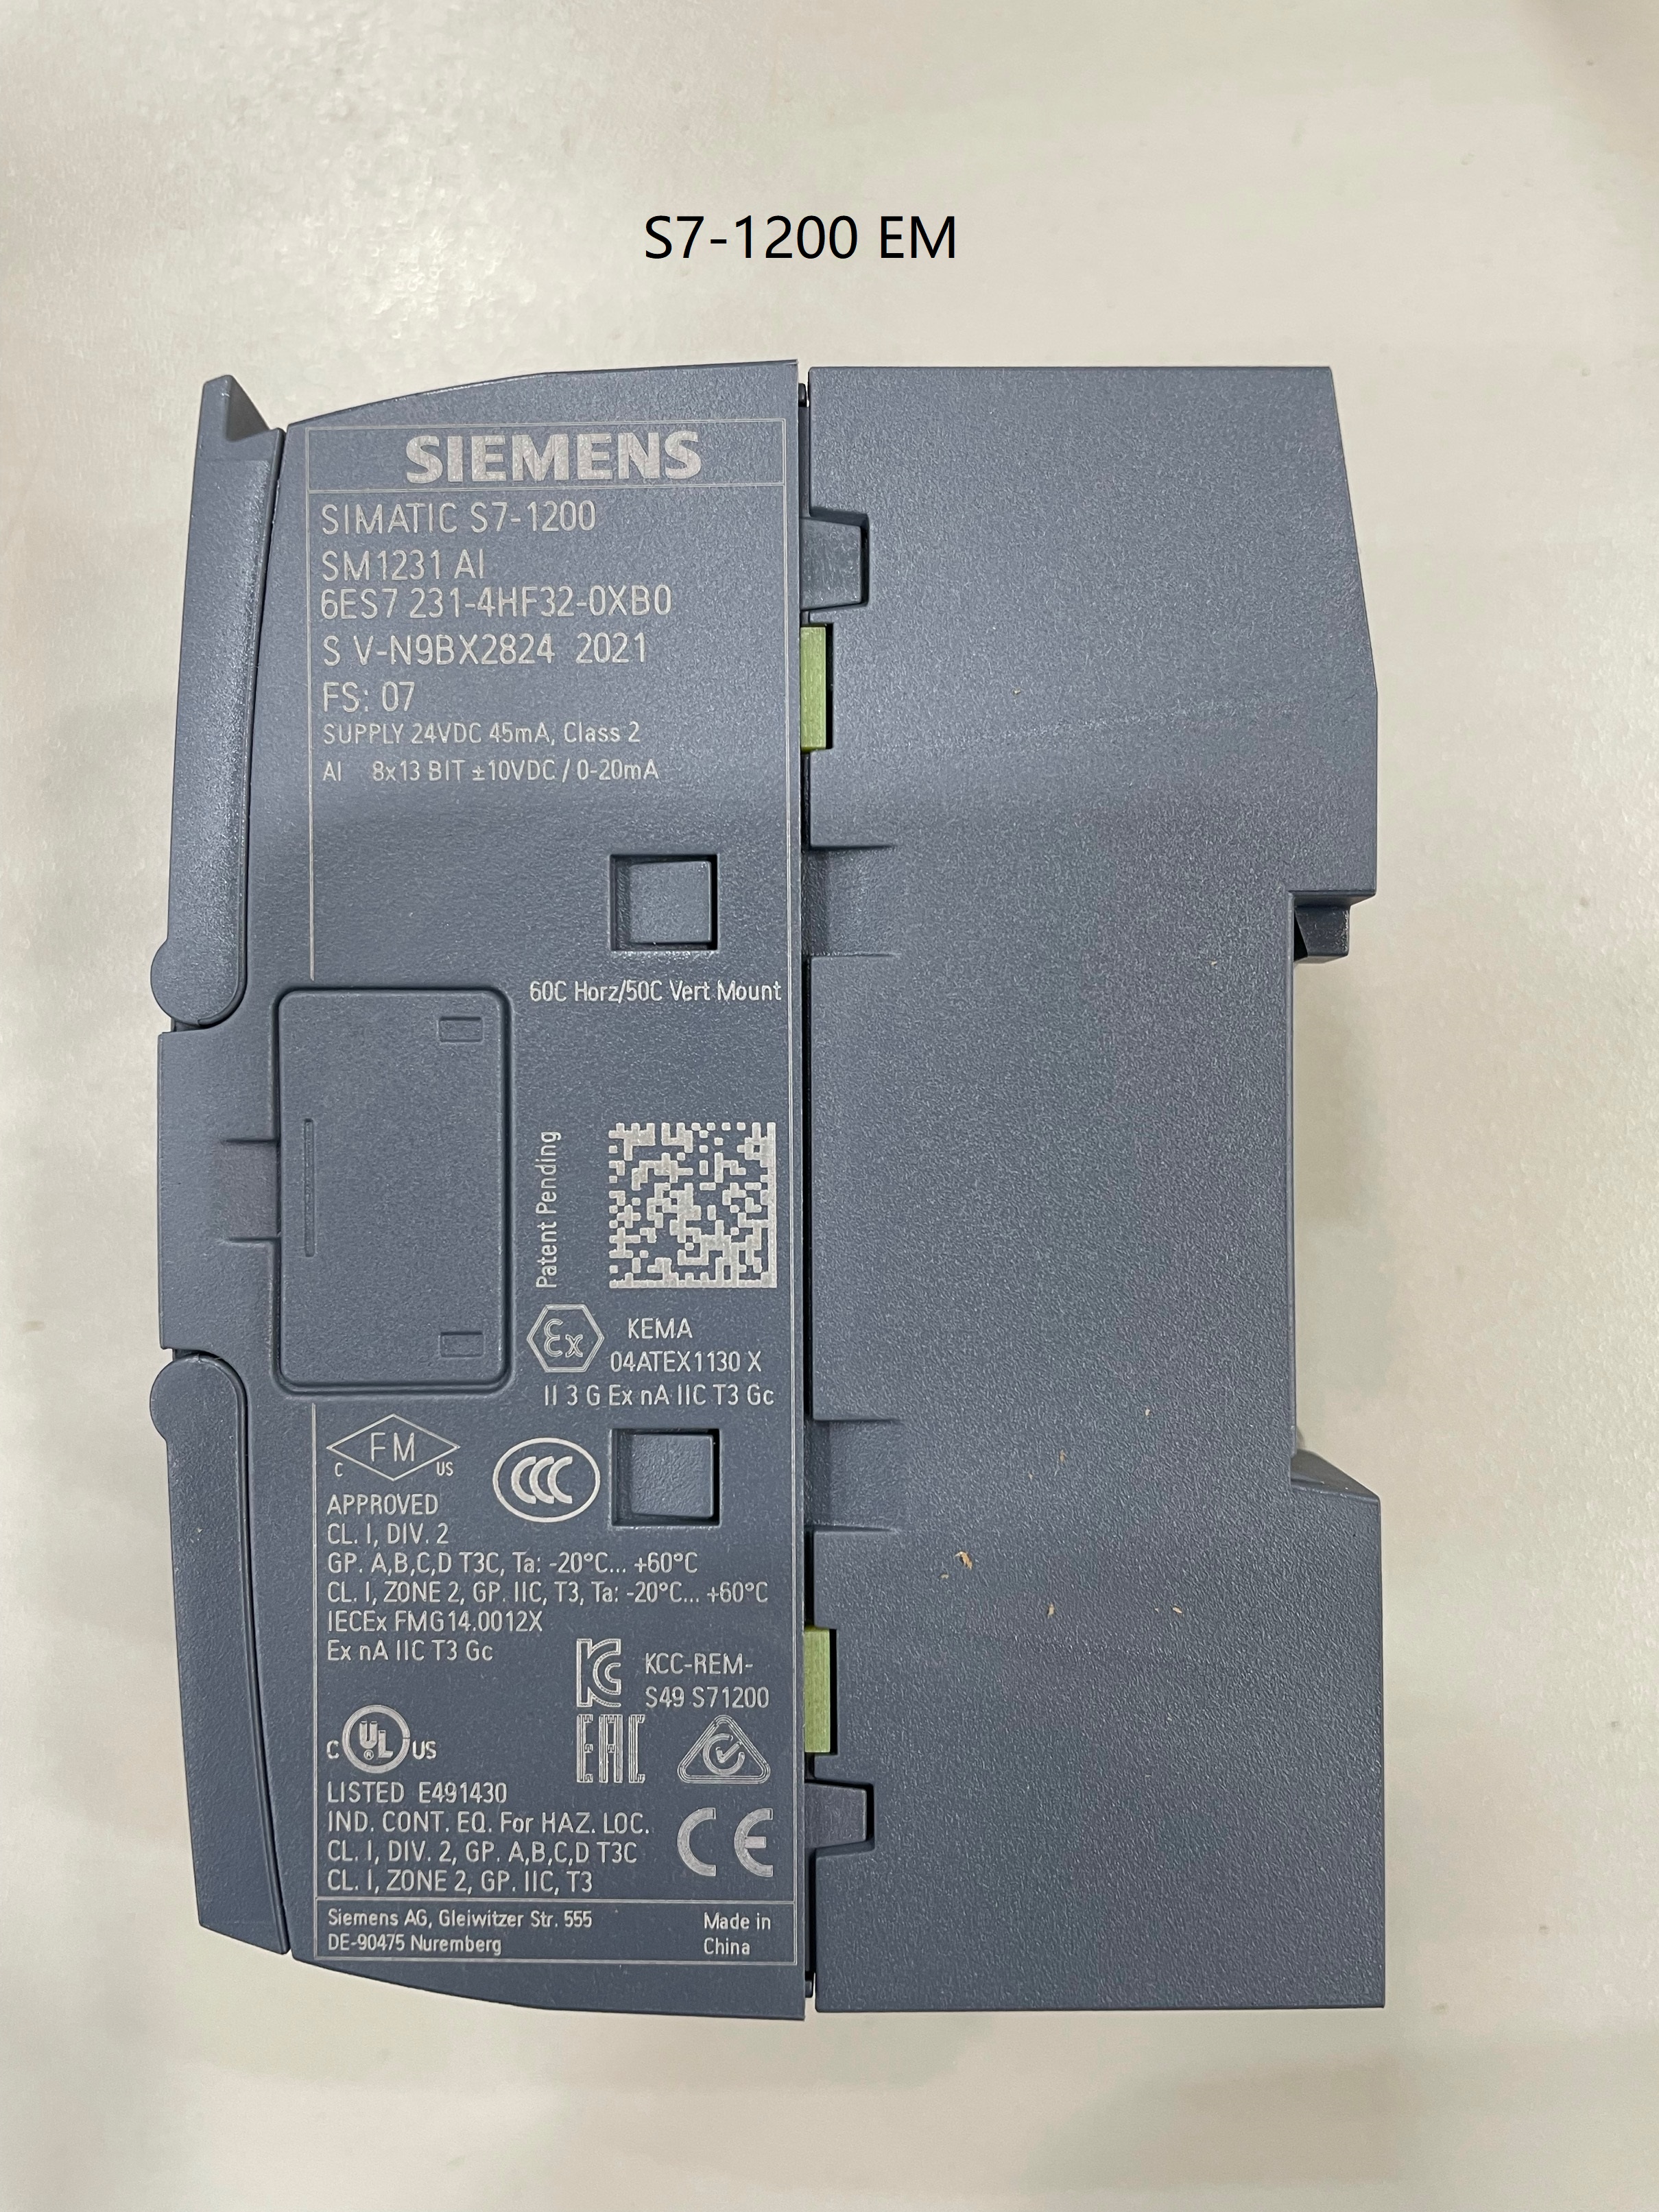 S7-1200 EM
SIEMENS
SIMATIC S7-1200
SM1231 AI
6ES7 231-4HF32-0XB0
S V-N9BX2824 2021
FS: 07
SUPPLY 24VDC 45mA, Class 2
AI 8x13 BIT ±10VDC / 0-20mA
60C Horz/50C Vert Mount
Patent Pending
Ex
KEMA
04ATEX1130 X
II 3 G Ex nA IIC T3 Gc
FM
C US
CCC
APPROVED
CL. I, DIV. 2
GP. A,B,C,D T3C, Ta: -20°C... +60°C
CL. I, ZONE 2, GP. IIC, T3, Ta: -20°C... +60°C
IECEx FMG14.0012X
Ex nA IIC T3 Gc
KC
KCC-REM-
S49 S71200
C UL® US
EAC
LISTED E491430
IND. CONT. EQ. For HAZ. LOC.
CL. I, DIV. 2, GP. A,B,C,D T3C
CL. I, ZONE 2, GP. IIC, T3
CE
Siemens AG, Gleiwitzer Str. 555
DE-90475 Nuremberg
Made in
China